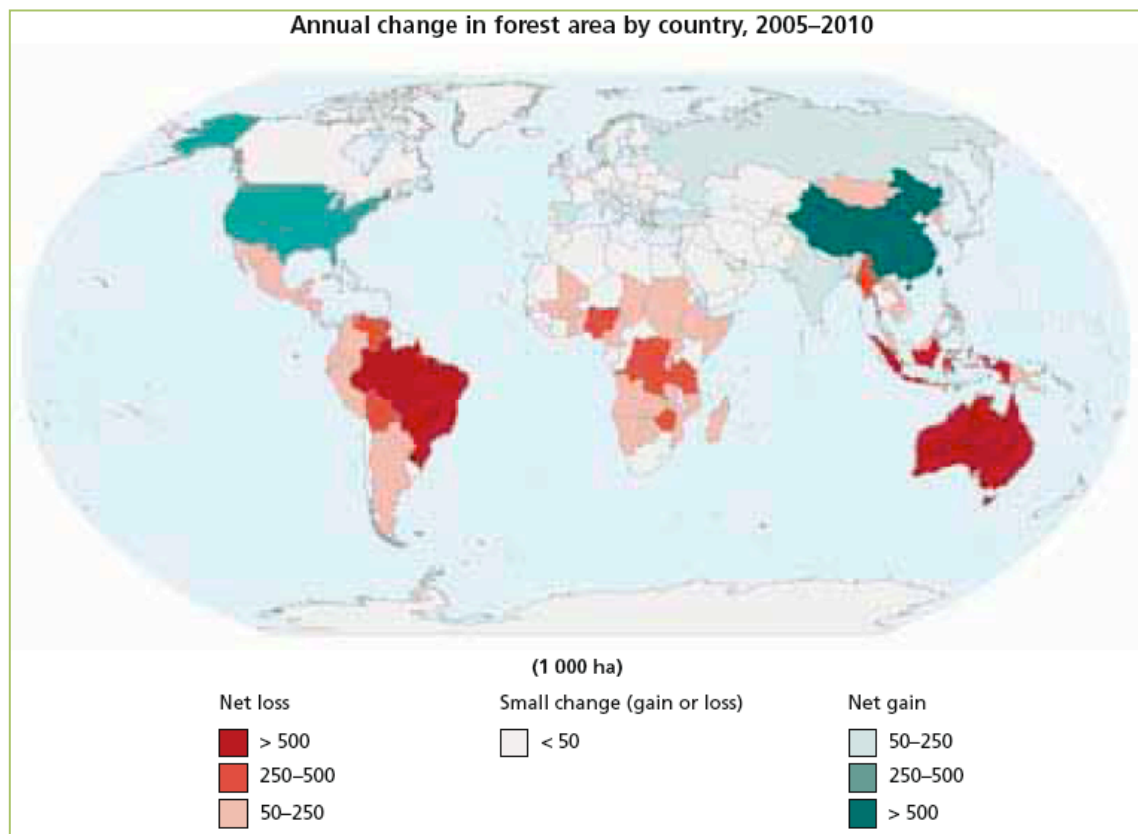 Annual change in forest area by country, 2005–2010
(1 000 ha)
Net loss
> 500
250–500
50–250
Small change (gain or loss)
< 50
Net gain
50–250
250–500
> 500